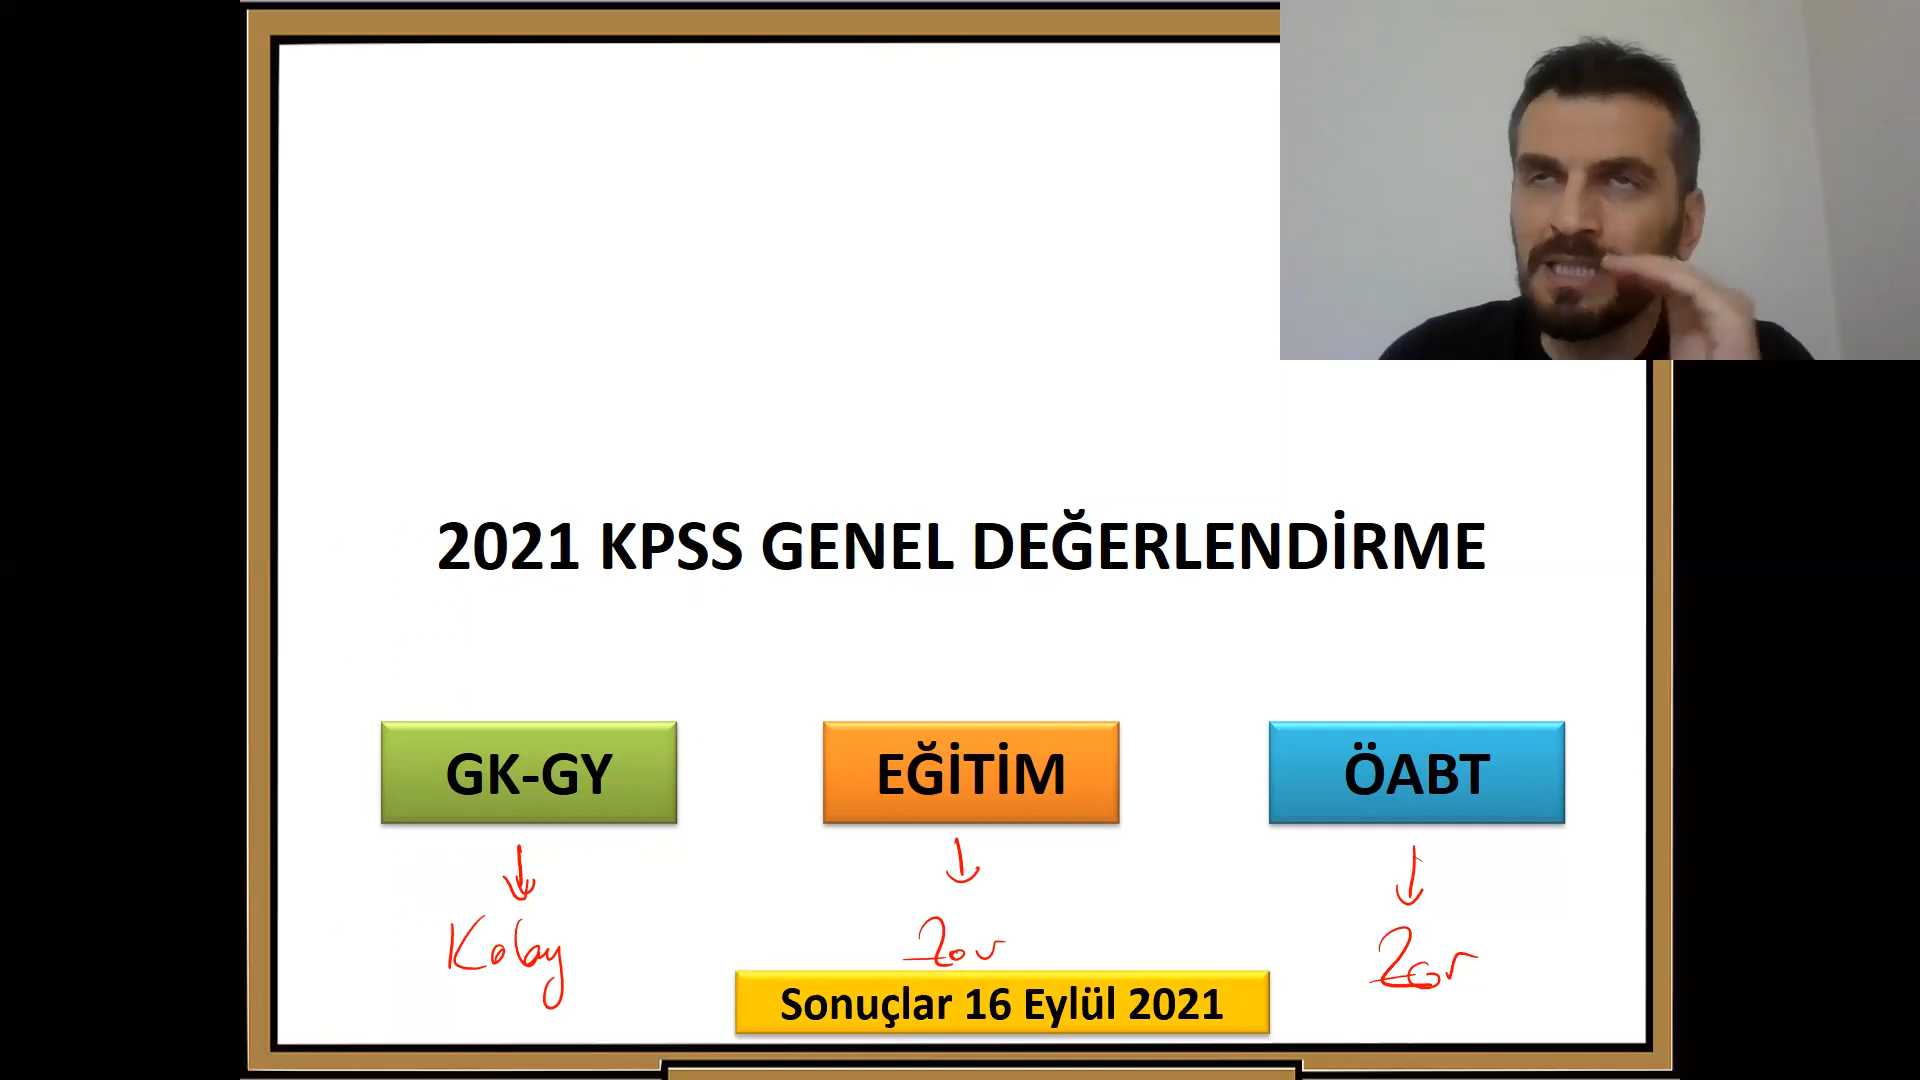 2021 KPSS GENEL DEĞERLENDİRME
GK-GY
EĞİTİM
ÖABT
Kolay
Zor
Zor
Sonuçlar 16 Eylül 2021